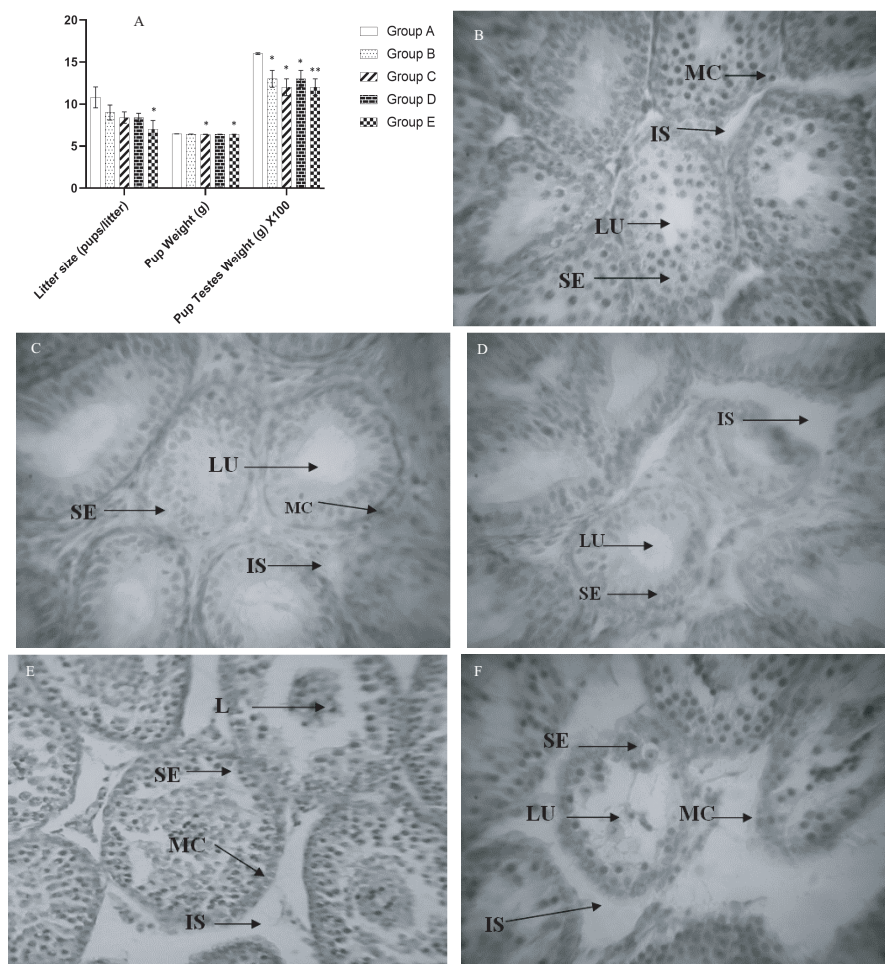 A
20
15
10
5
0
*
*
*
*
*
*
**
Litter size (pups/litter)
Pup Weight (g)
Pup Testes Weight (g) X100
Group A
Group B
Group C
Group D
Group E
B
MC
IS
LU
SE
C
LU
SE
MC
IS
D
IS
LU
SE
E
L
SE
MC
IS
F
SE
LU
MC
IS